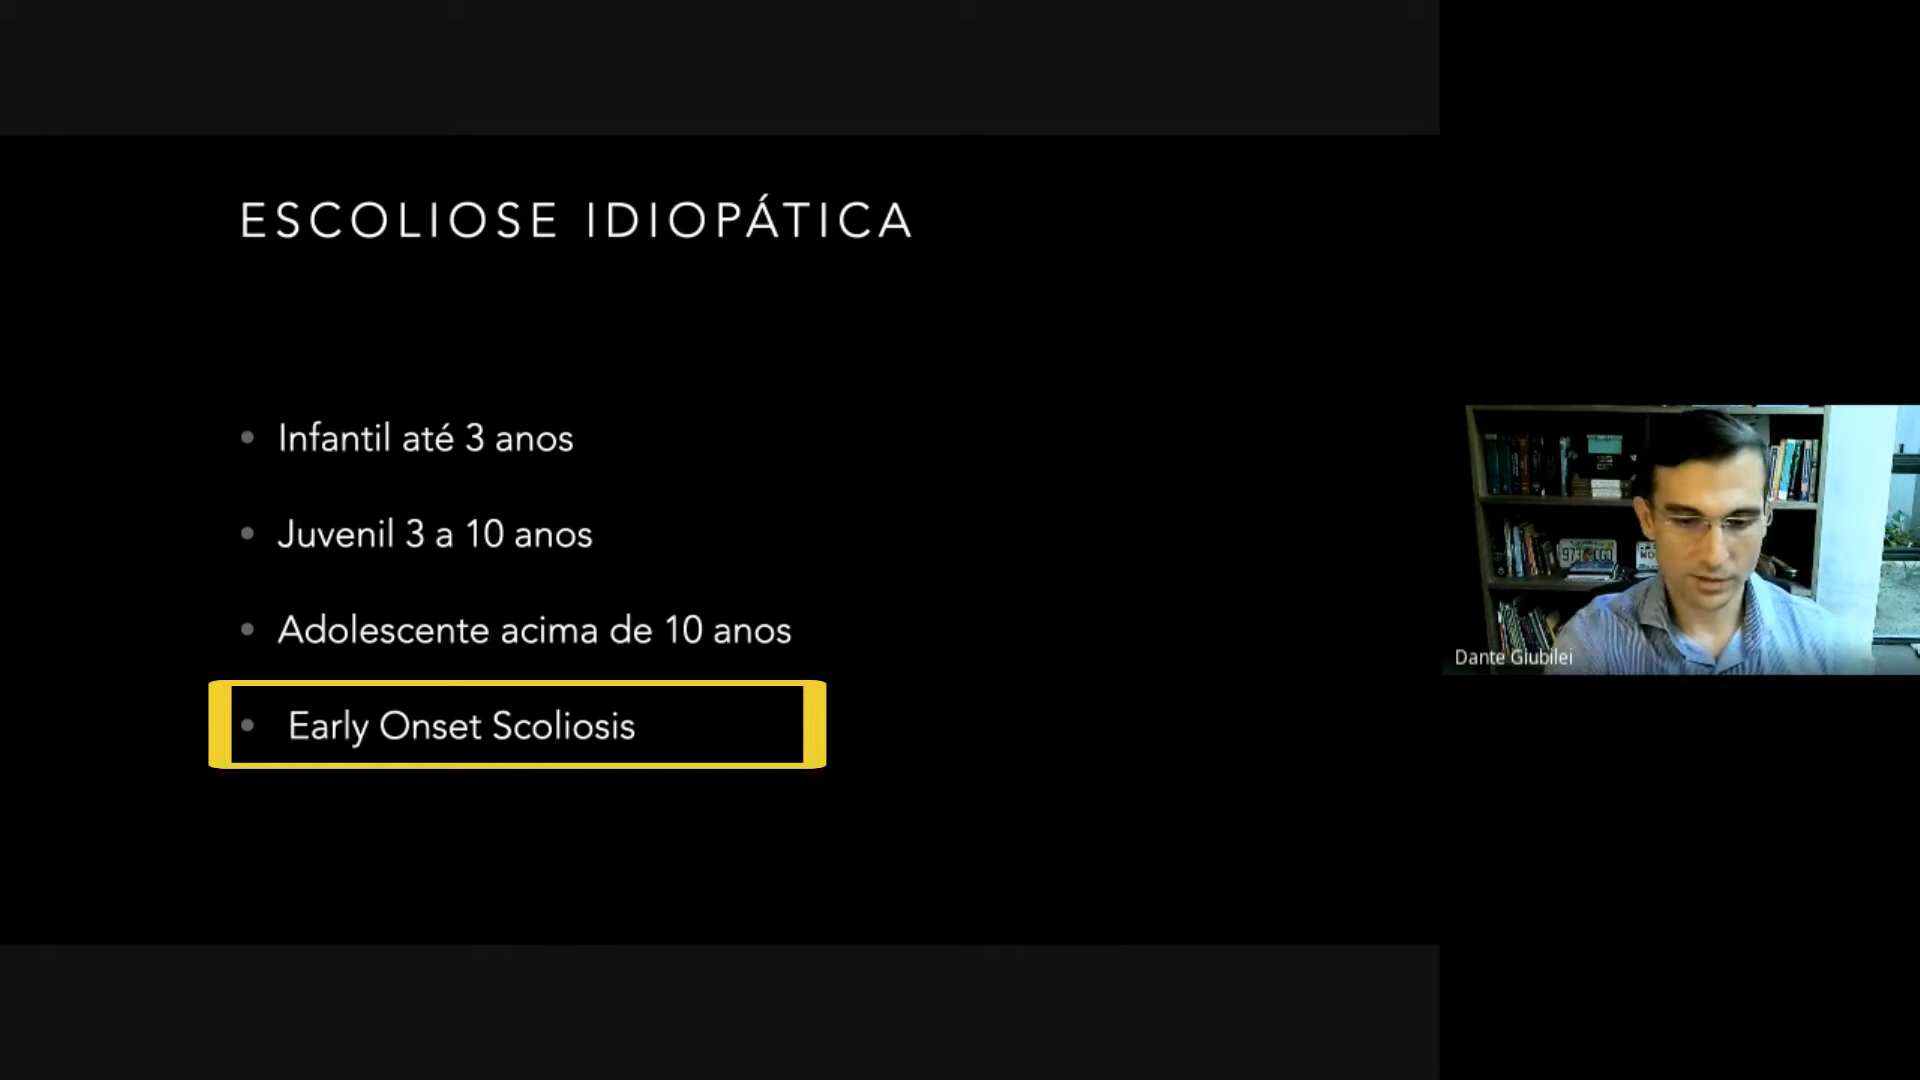 ESCOLIOSE IDIOPÁTICA
• Infantil até 3 anos
• Juvenil 3 a 10 anos
• Adolescente acima de 10 anos
• Early Onset Scoliosis
Dante Giubilei